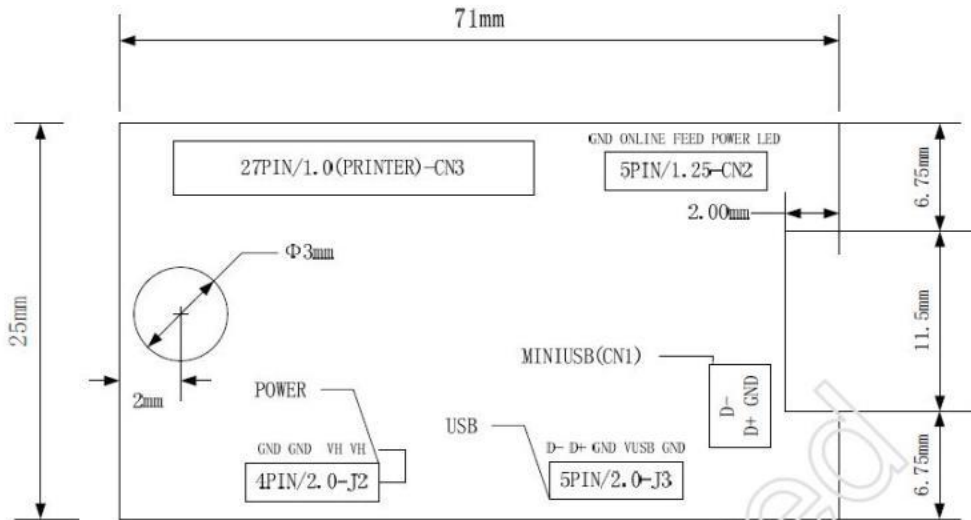 71mm
GND ONLINE FEED POWER LED
27PIN/1.0(PRINTER)-CN3
5PIN/1.25-CN2
6.75mm
2.00mm
Φ3mm
25mm
11.5mm
MINIUSB(CN1)
2mm
POWER
D-
D+ GND
USB
GND GND VH VH
D- D+ GND VUSB GND
4PIN/2.0-J2
5PIN/2.0-J3
6.75mm